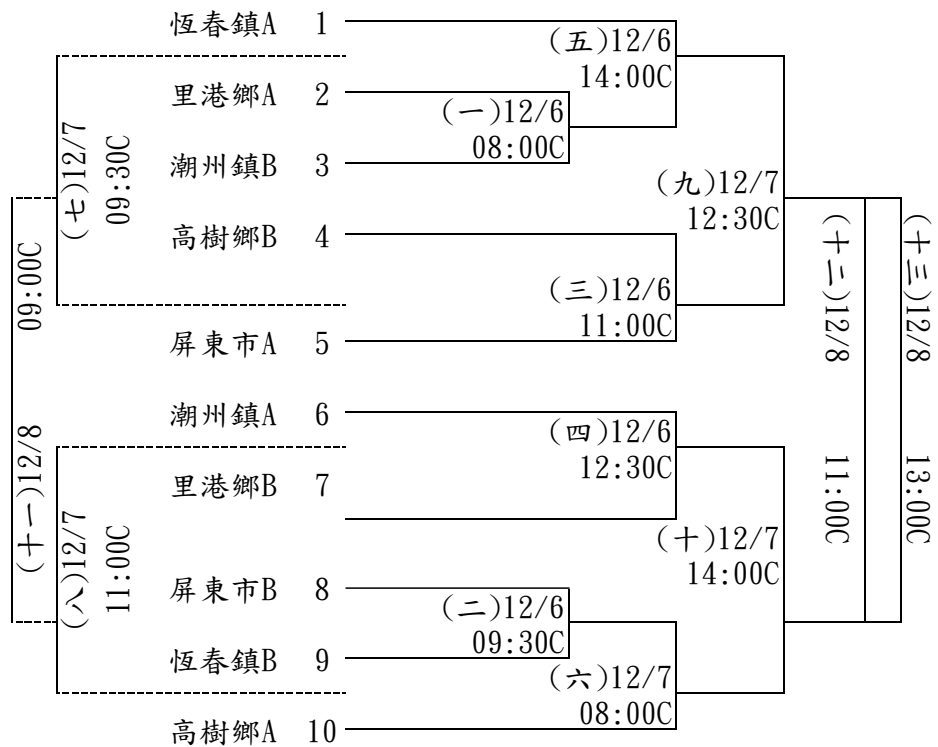 恆春鎮A 1
(五)12/6
14:00C
里港鄉A 2
(一)12/6
08:00C
潮州鎮B 3
(七)12/7
09:30C
(九)12/7
12:30C
高樹鄉B 4
(三)12/6
11:00C
屏東市A 5
潮州鎮A 6
(四)12/6
12:30C
里港鄉B 7
(十)12/7
14:00C
屏東市B 8
(二)12/6
09:30C
恆春鎮B 9
(八)12/7
11:00C
(六)12/7
08:00C
高樹鄉A 10
(十一)12/8 09:00C
(十二)12/8 11:00C
(十三)12/8 13:00C